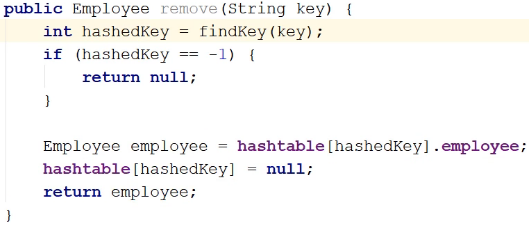 public Employee remove(String key) {
    int hashedKey = findKey(key);
    if (hashedKey == -1) {
        return null;
    }

    Employee employee = hashtable[hashedKey].employee;
    hashtable[hashedKey] = null;
    return employee;
}